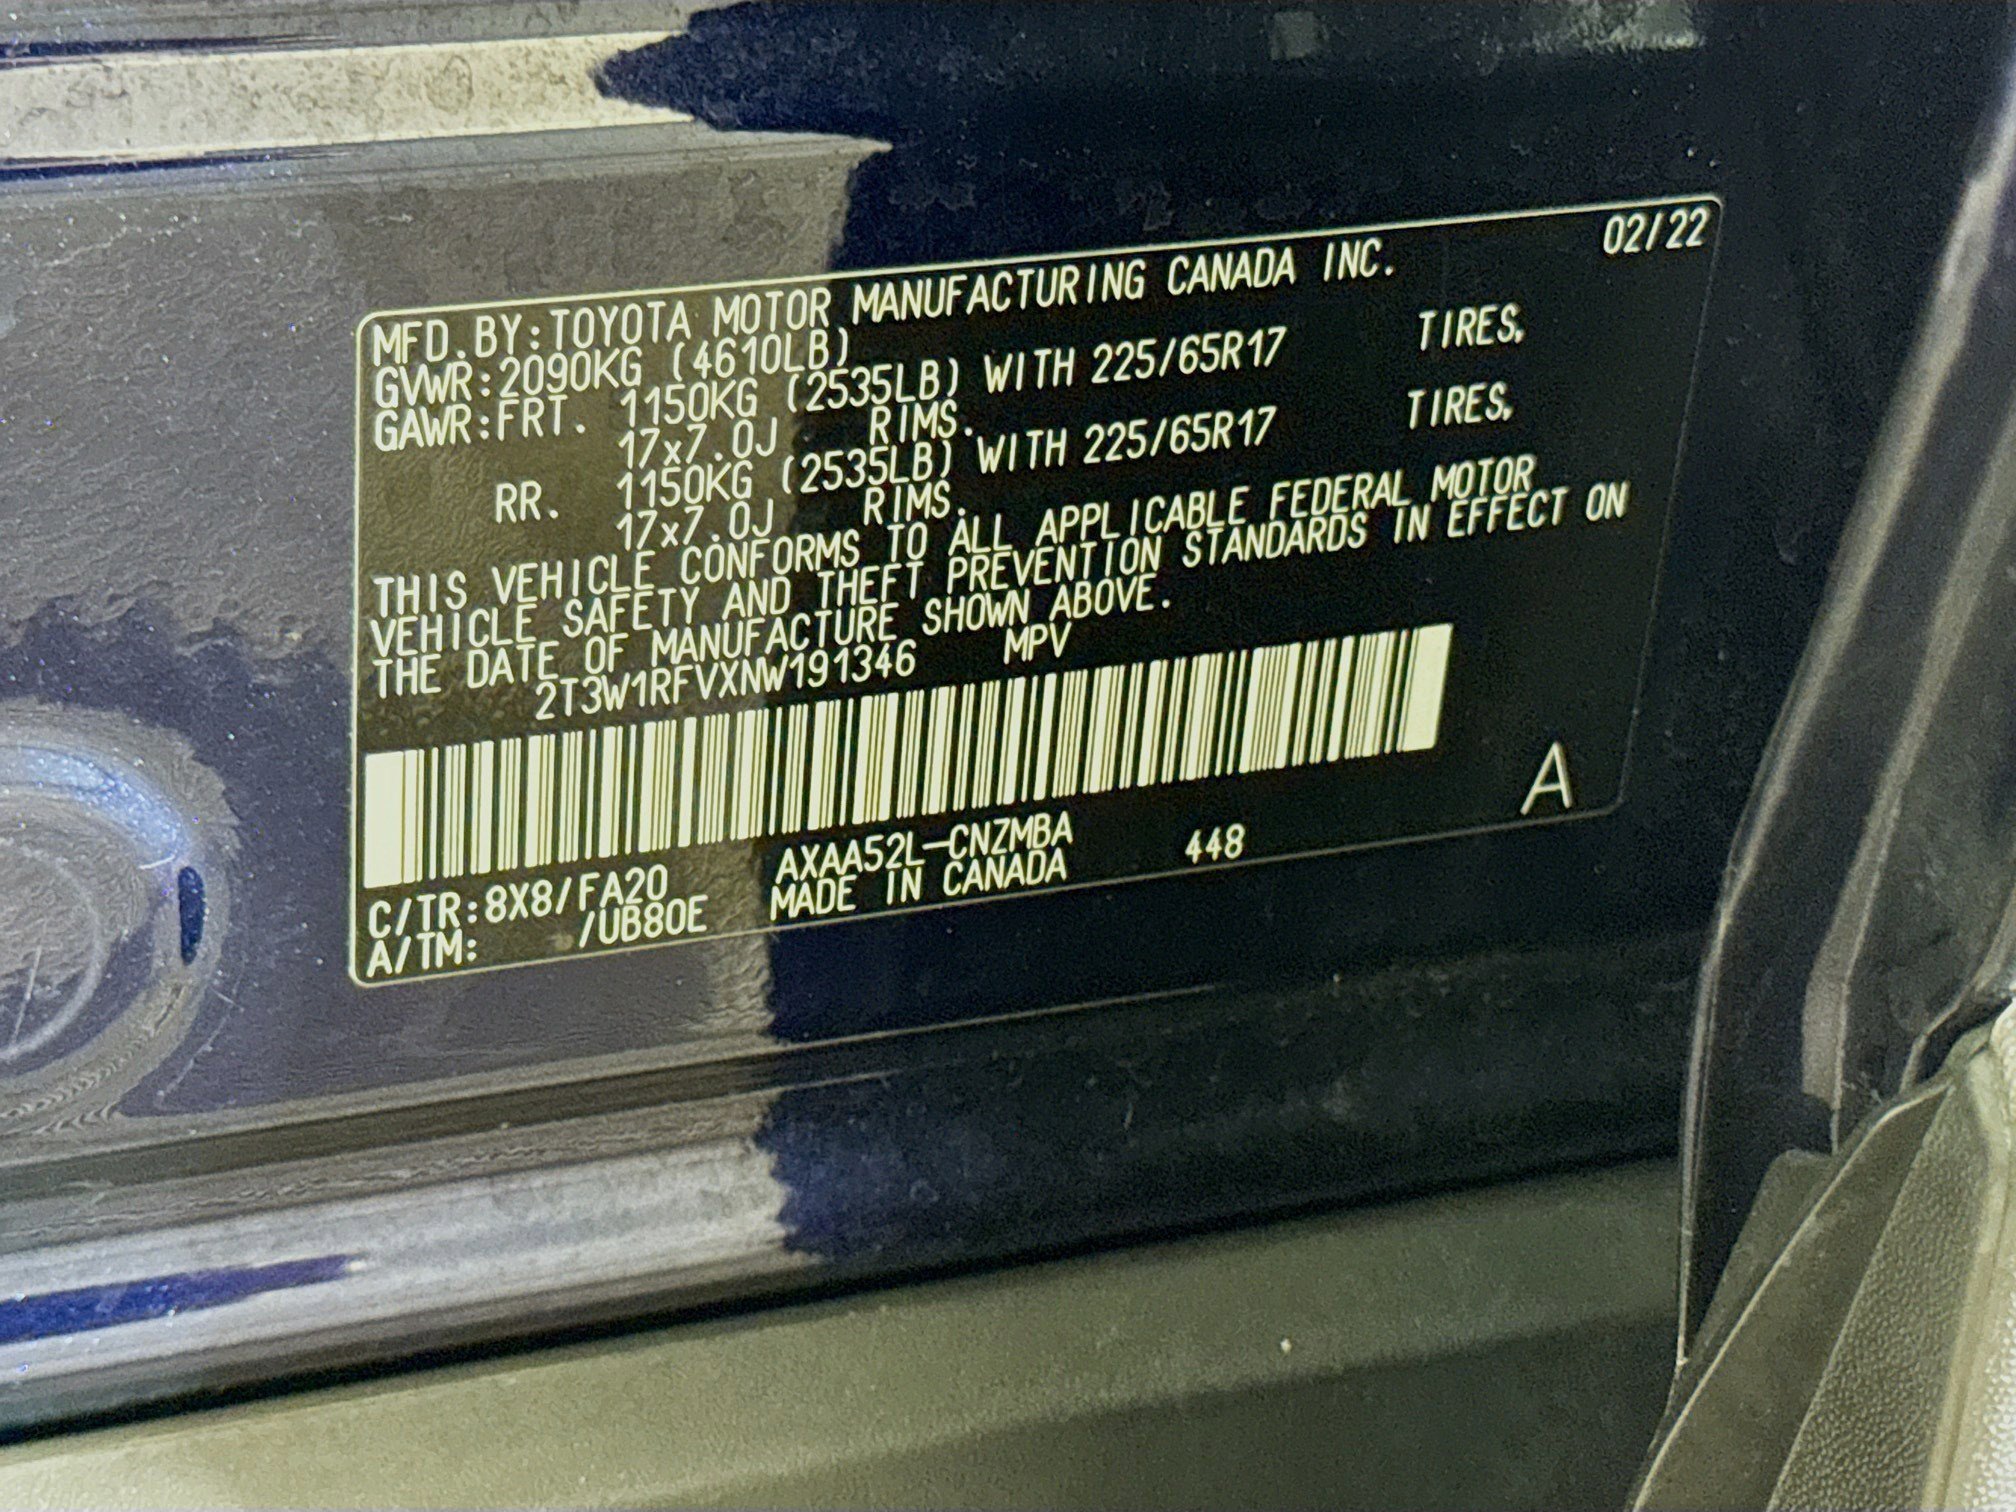 02/22
MFD. BY: TOYOTA MOTOR MANUFACTURING CANADA INC.
GVWR: 2090KG (4610LB)
GAWR: FRT. 1150KG (2535LB) WITH 225/65R17 TIRES,
17x7.0J RIMS.
RR. 1150KG (2535LB) WITH 225/65R17 TIRES,
17x7.0J RIMS.
THIS VEHICLE CONFORMS TO ALL APPLICABLE FEDERAL MOTOR
VEHICLE SAFETY AND THEFT PREVENTION STANDARDS IN EFFECT ON
THE DATE OF MANUFACTURE SHOWN ABOVE.
2T3W1RFVXNW191346 MPV
A
C/TR: 8X8/FA20 AXAA52L-CNZMBA 448
A/TM: /UB80E MADE IN CANADA